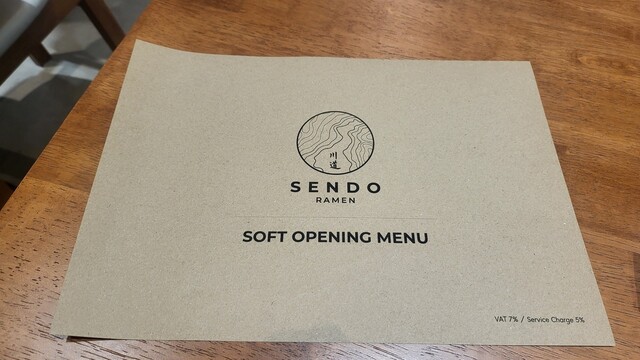 川
道
SENDO
RAMEN
SOFT OPENING MENU
VAT 7% / Service Charge 5%